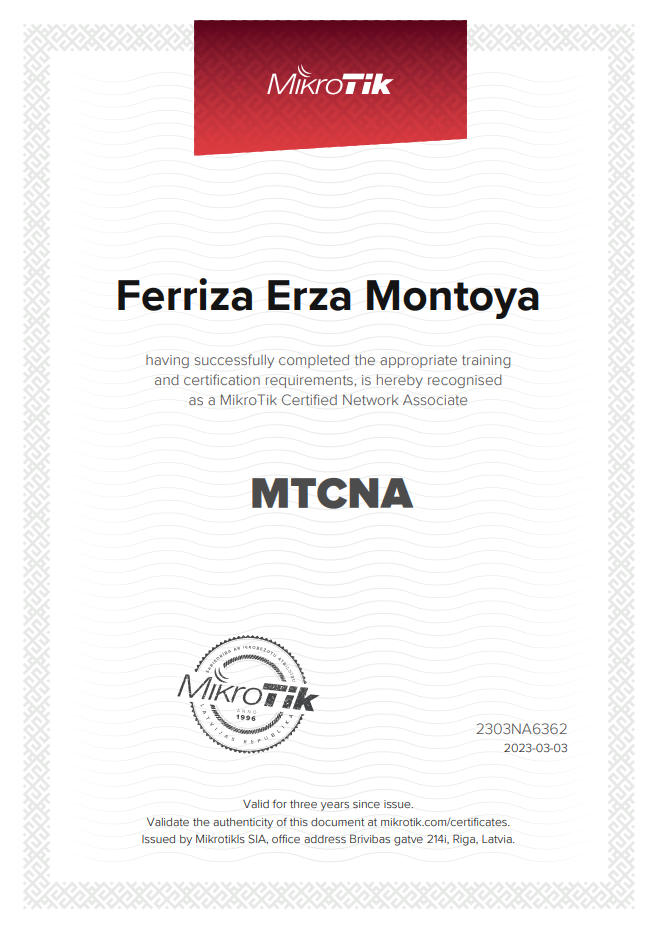 MikroTik
Ferriza Erza Montoya
having successfully completed the appropriate training
and certification requirements, is hereby recognised
as a MikroTik Certified Network Associate
MTCNA
SABIEDRĪBA AR IEROBEŽOTU ATBILDĪBU
MikroTik
ANNO
1996
LATVIJAS REPUBLIKA
2303NA6362
2023-03-03
Valid for three years since issue.
Validate the authenticity of this document at mikrotik.com/certificates.
Issued by Mikrotikls SIA, office address Brivibas gatve 214i, Riga, Latvia.